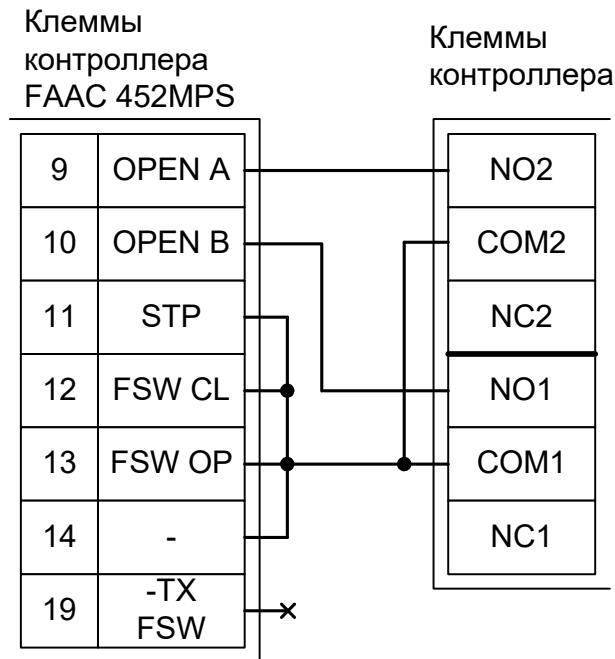 Клеммы
контроллера
FAAC 452MPS
9 OPEN A
10 OPEN B
11 STP
12 FSW CL
13 FSW OP
14 -
19 -TX
FSW
Клеммы
контроллера
NO2
COM2
NC2
NO1
COM1
NC1